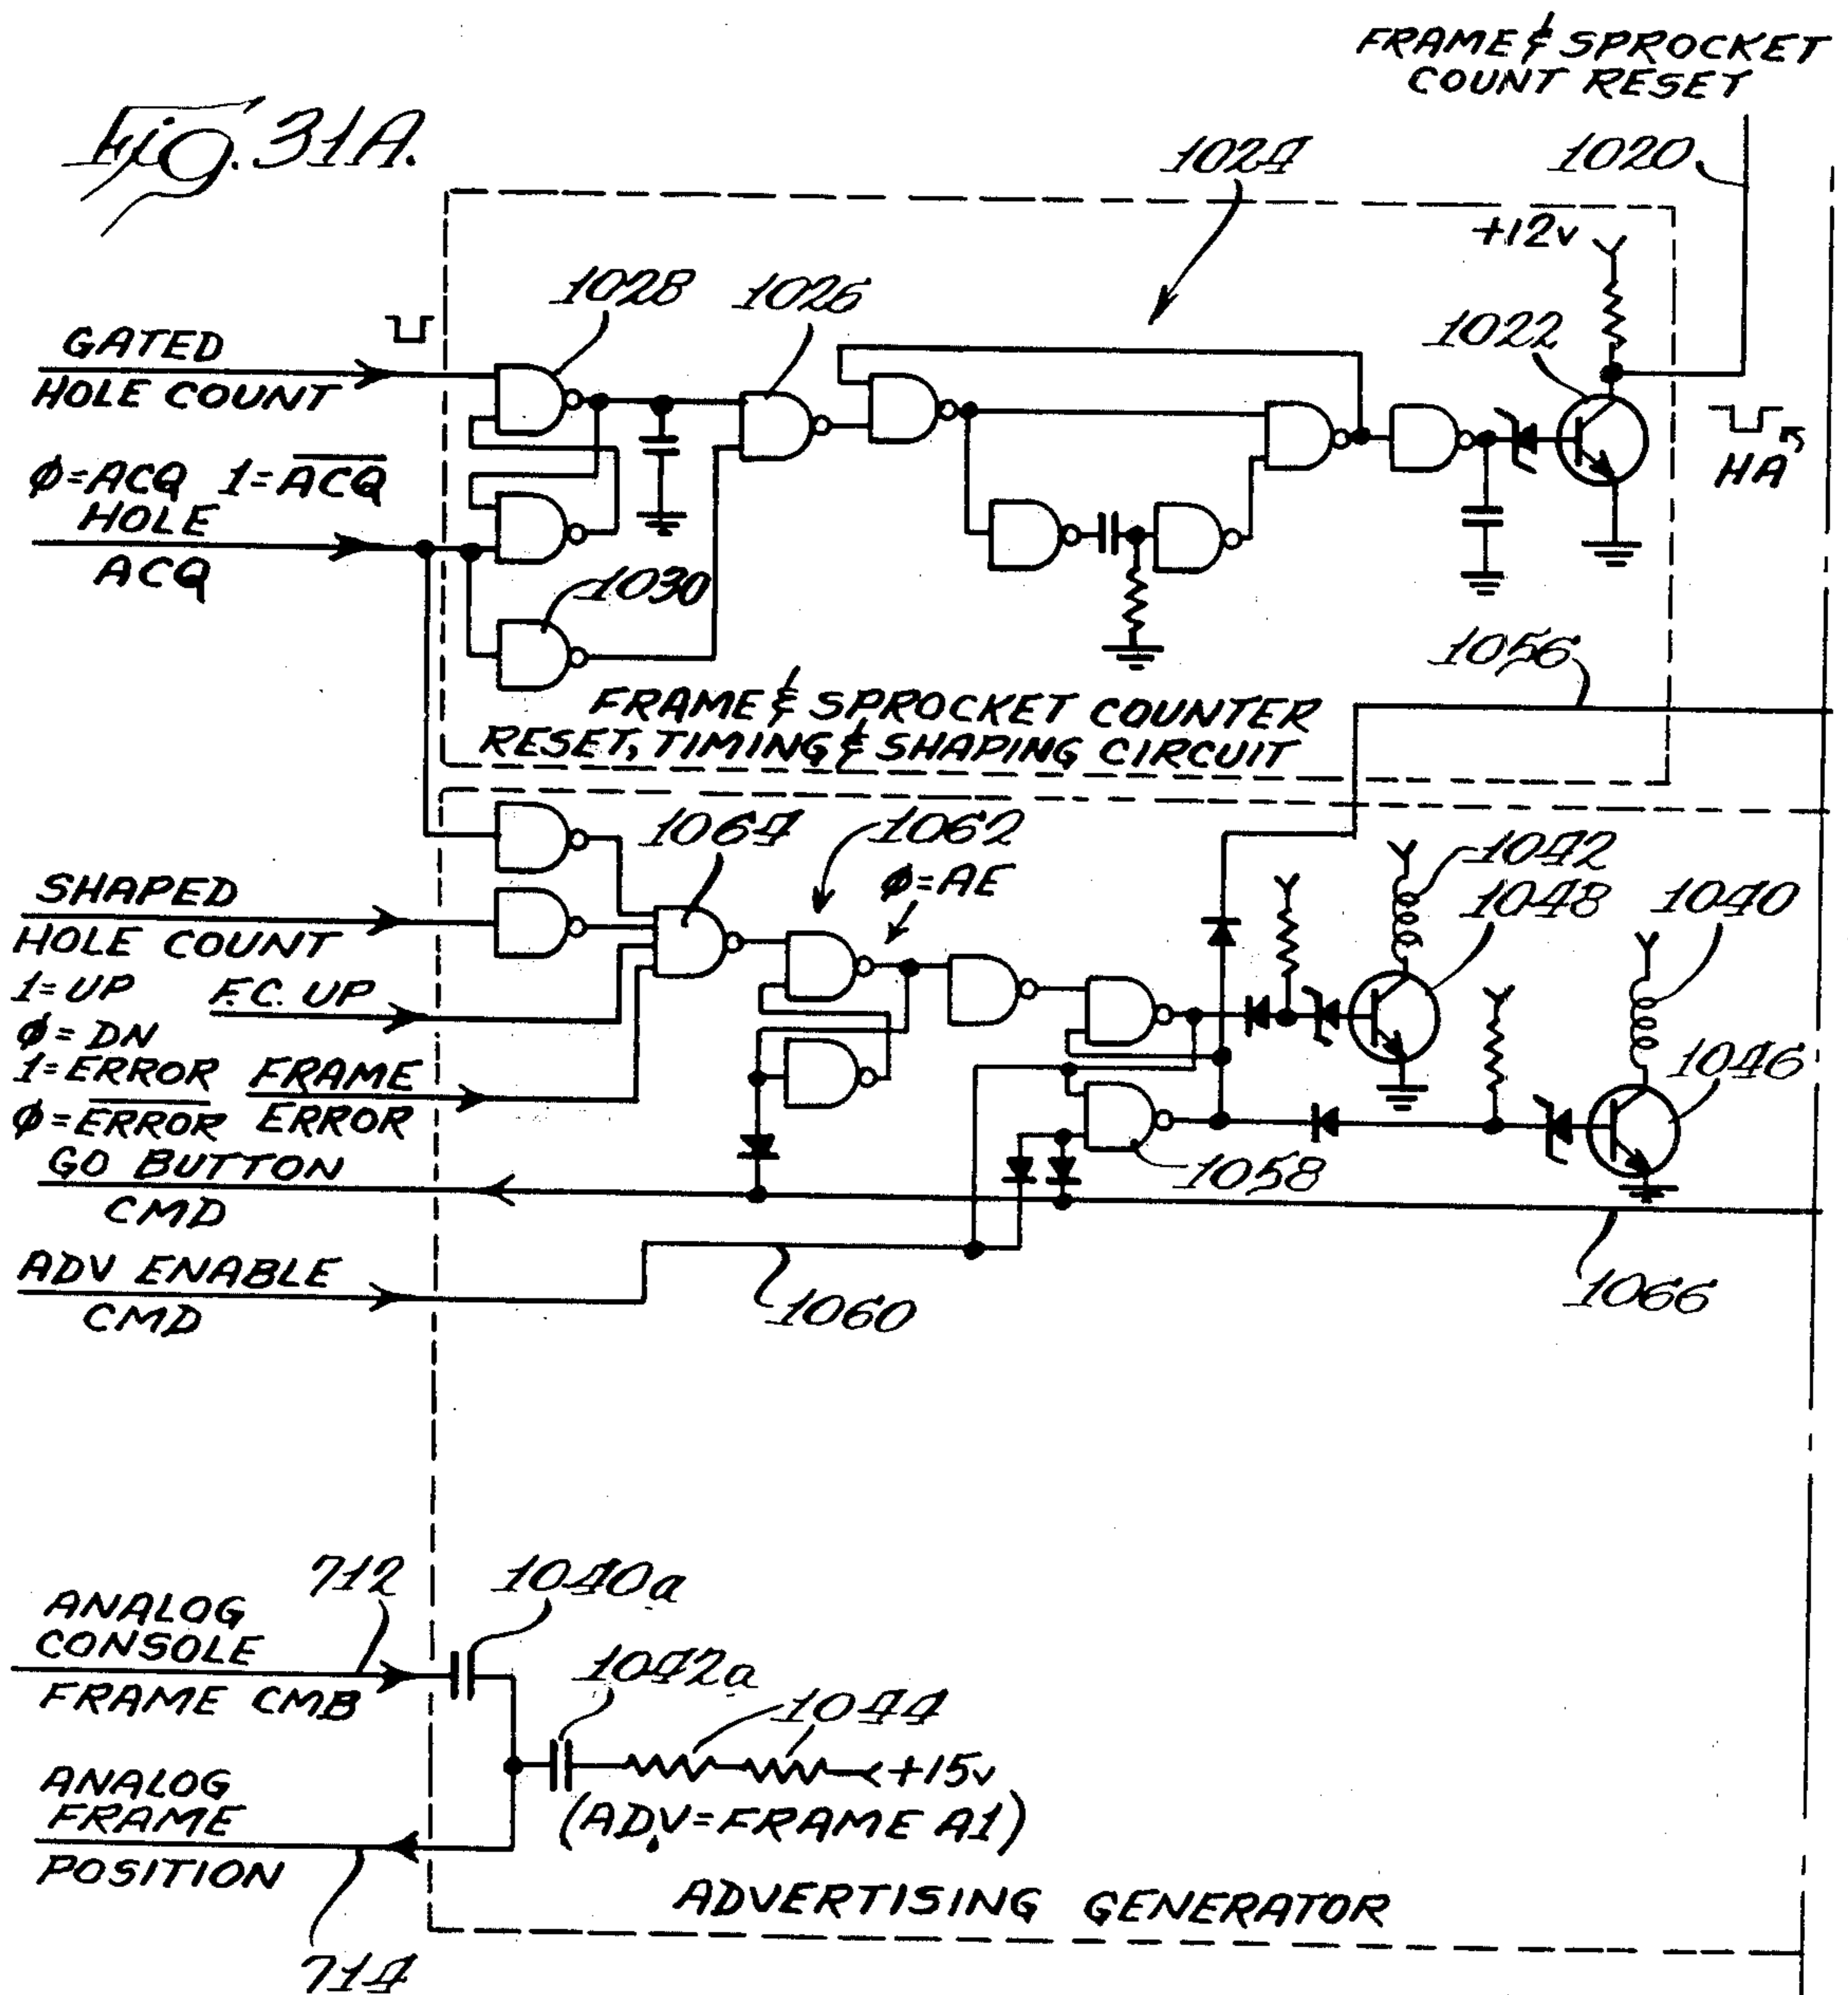 FRAME & SPROCKET
COUNT RESET
Fig. 31A.
1024
1020
+12v
1028
1026
1022
GATED
HOLE COUNT
HA
ϕ=ACQ 1=A̅C̅Q̅
HOLE
ACQ
1030
1056
FRAME & SPROCKET COUNTER
RESET, TIMING & SHAPING CIRCUIT
1064
1062
ϕ=AE
1042
1048
1040
SHAPED
HOLE COUNT
1=UP F.C. UP
ϕ=DN
1=ERROR FRAME
ϕ=E̅R̅R̅O̅R̅ ERROR
1046
GO BUTTON
CMD
1058
ADV ENABLE
CMD
1060
1066
712
1040a
ANALOG
CONSOLE
FRAME CMB
1042a
1044
+15v
(ADV=FRAME A1)
ANALOG
FRAME
POSITION
ADVERTISING GENERATOR
714